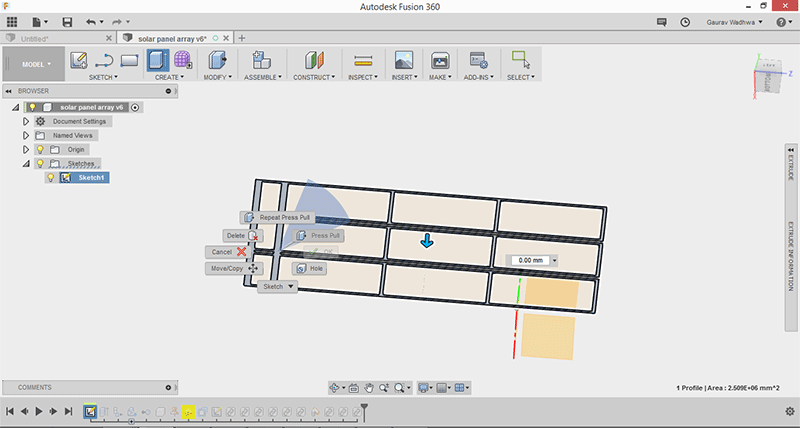 Autodesk Fusion 360
Gaurav Wadhwa
Untitled*
solar panel array v6*
MODEL
SKETCH
CREATE
MODIFY
ASSEMBLE
CONSTRUCT
INSPECT
INSERT
MAKE
ADD-INS
SELECT
BROWSER
solar panel array v6
Document Settings
Named Views
Origin
Sketches
Sketch1
Z
EXTRUDE
EXTRUDE INFORMATION
Repeat Press Pull
Delete
Press Pull
Cancel
OK
Move/Copy
Hole
Sketch
0.00 mm
COMMENTS
1 Profile | Area : 2.509E+06 mm^2